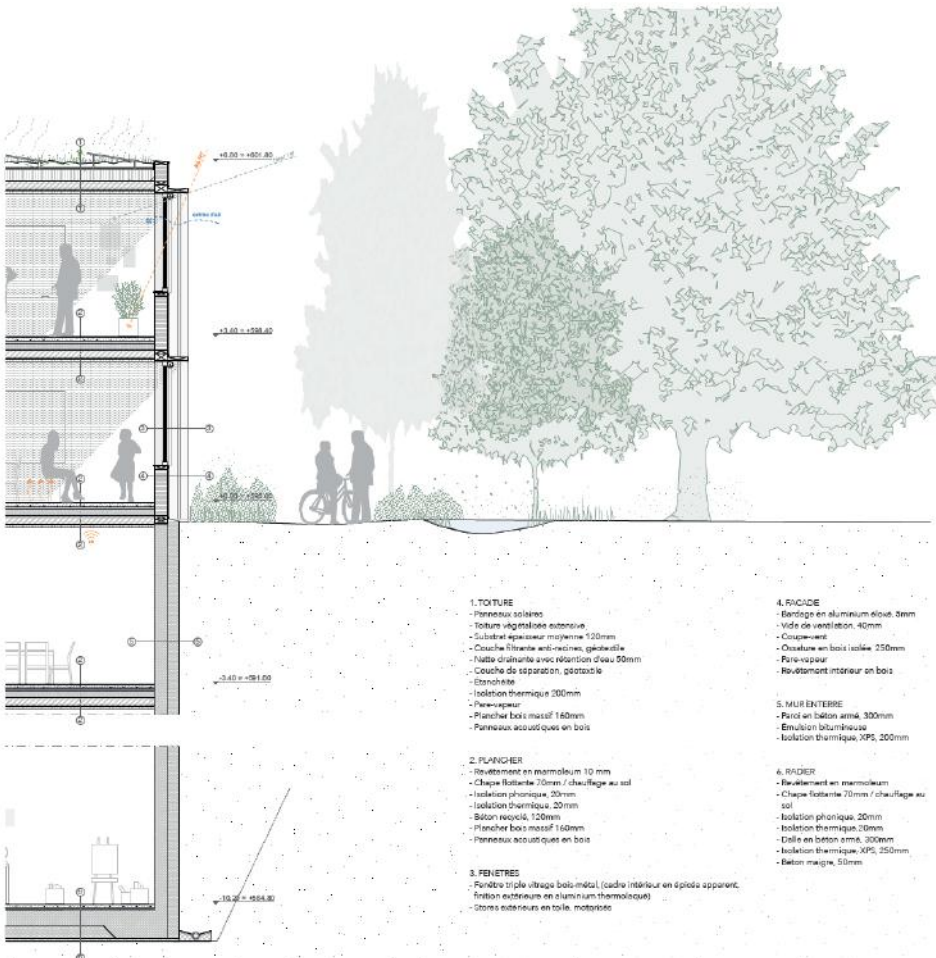 +6.80 = +601.80
+3.40 = +598.40
-3.40 = +591.60
1. TOITURE
- Panneaux solaires
- Toiture végétalisée extensive
- Substrat épaisseur moyenne 120mm
- Couche filtrante anti-racines, géotextile
- Natte drainante avec rétention d'eau 50mm
- Couche de séparation, géotextile
- Etanchéité
- Isolation thermique 200mm
- Pare-vapeur
- Plancher bois massif 160mm
- Panneaux acoustiques en bois
2. PLANCHER
- Revêtement en marmoleum 10 mm
- Chape flottante 70mm / chauffage au sol
- Isolation phonique, 20mm
- Isolation thermique, 20mm
- Béton recyclé, 120mm
- Plancher bois massif 160mm
- Panneaux acoustiques en bois
3. FENETRES
- Fenêtre triple vitrage bois-métal, (cadre intérieur en épicéa apparent,
finition extérieure en aluminium thermolaqué)
- Stores extérieurs en toile, motorisés
4. FACADE
- Bardage en aluminium éloxé, 8mm
- Vide de ventilation, 40mm
- Coupe-vent
- Ossature en bois isolée 250mm
- Pare-vapeur
- Revêtement intérieur en bois
5. MUR ENTERRE
- Paroi en béton armé, 300mm
- Emulsion bitumineuse
- Isolation thermique, XPS, 200mm
6. RADIER
- Revêtement en marmoleum
- Chape flottante 70mm / chauffage au
sol
- Isolation phonique, 20mm
- Isolation thermique, 20mm
- Dalle en béton armé, 300mm
- Isolation thermique, XPS, 250mm
- Béton maigre, 50mm